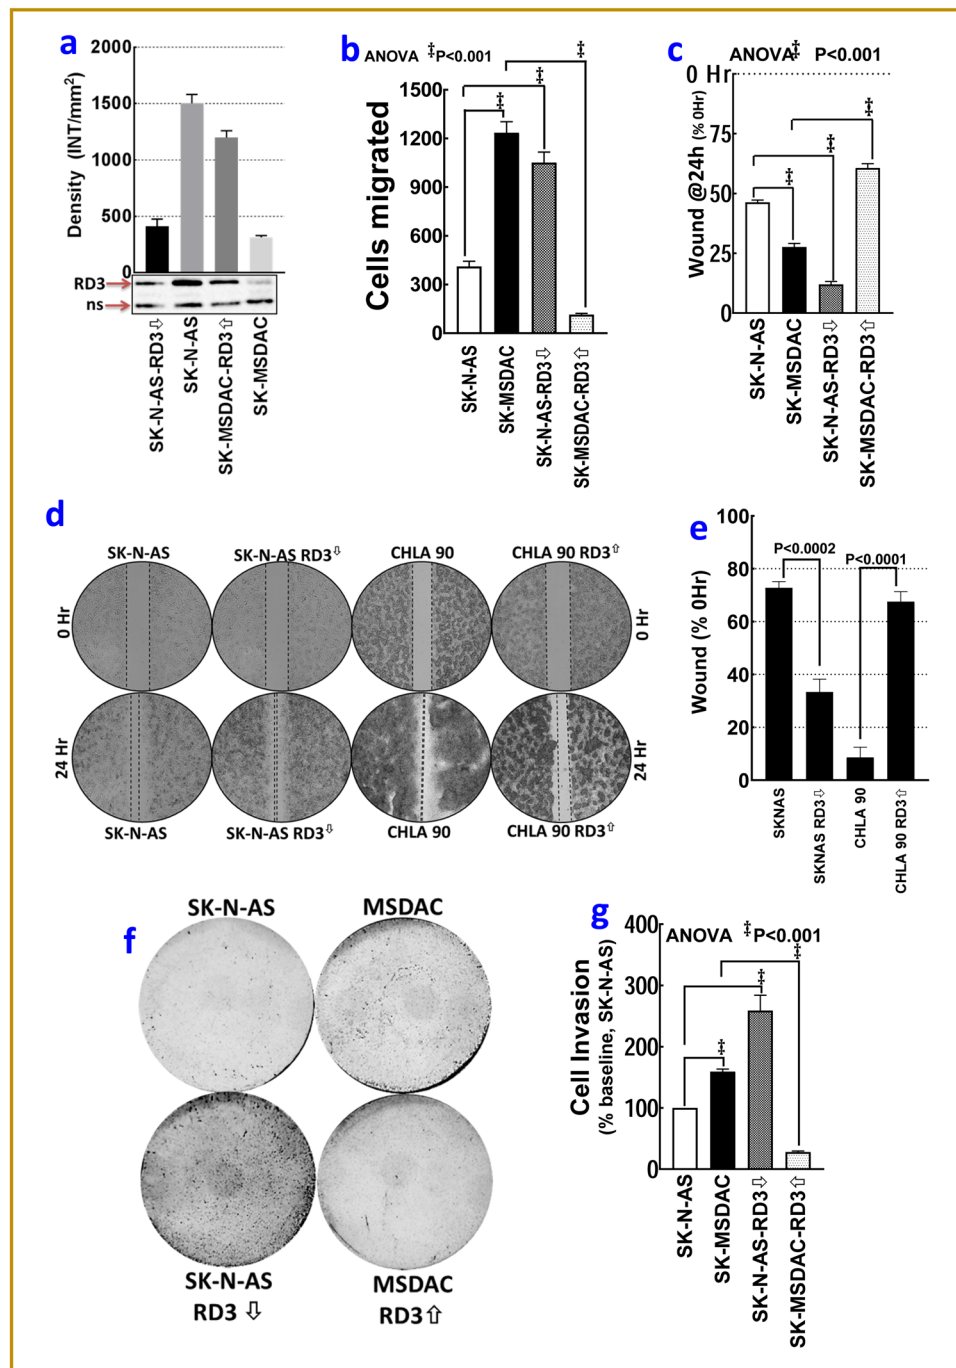 a
2000
1500
1000
500
0
Density (INT/mm²)
RD3
ns
SK-N-AS-RD3⇩
SK-N-AS
SK-MSDAC-RD3⇧
SK-MSDAC
b
ANOVA ‡P<0.001
‡
‡
‡
1500
1200
900
600
300
0
Cells migrated
SK-N-AS
SK-MSDAC
SK-N-AS-RD3⇩
SK-MSDAC-RD3⇧
c
ANOVA‡ P<0.001
0 Hr
75
50
25
0
Wound @24h (% 0Hr)
‡
‡
‡
SK-N-AS
SK-MSDAC
SK-N-AS-RD3⇩
SK-MSDAC-RD3⇧
d
SK-N-AS SK-N-AS RD3⇩ CHLA 90 CHLA 90 RD3⇧
0 Hr
0 Hr
24 Hr
24 Hr
SK-N-AS SK-N-AS RD3⇩ CHLA 90 CHLA 90 RD3⇧
e
100
80
60
40
20
0
Wound (% 0Hr)
P<0.0002
P<0.0001
SKNAS
SKNAS RD3⇩
CHLA 90
CHLA 90 RD3⇧
f
SK-N-AS MSDAC
SK-N-AS
RD3 ⇩
MSDAC
RD3⇧
g
400
300
200
100
0
Cell Invasion
(% baseline, SK-N-AS)
ANOVA ‡P<0.001
‡
‡
‡
SK-N-AS
SK-MSDAC
SK-N-AS-RD3⇩
SK-MSDAC-RD3⇧